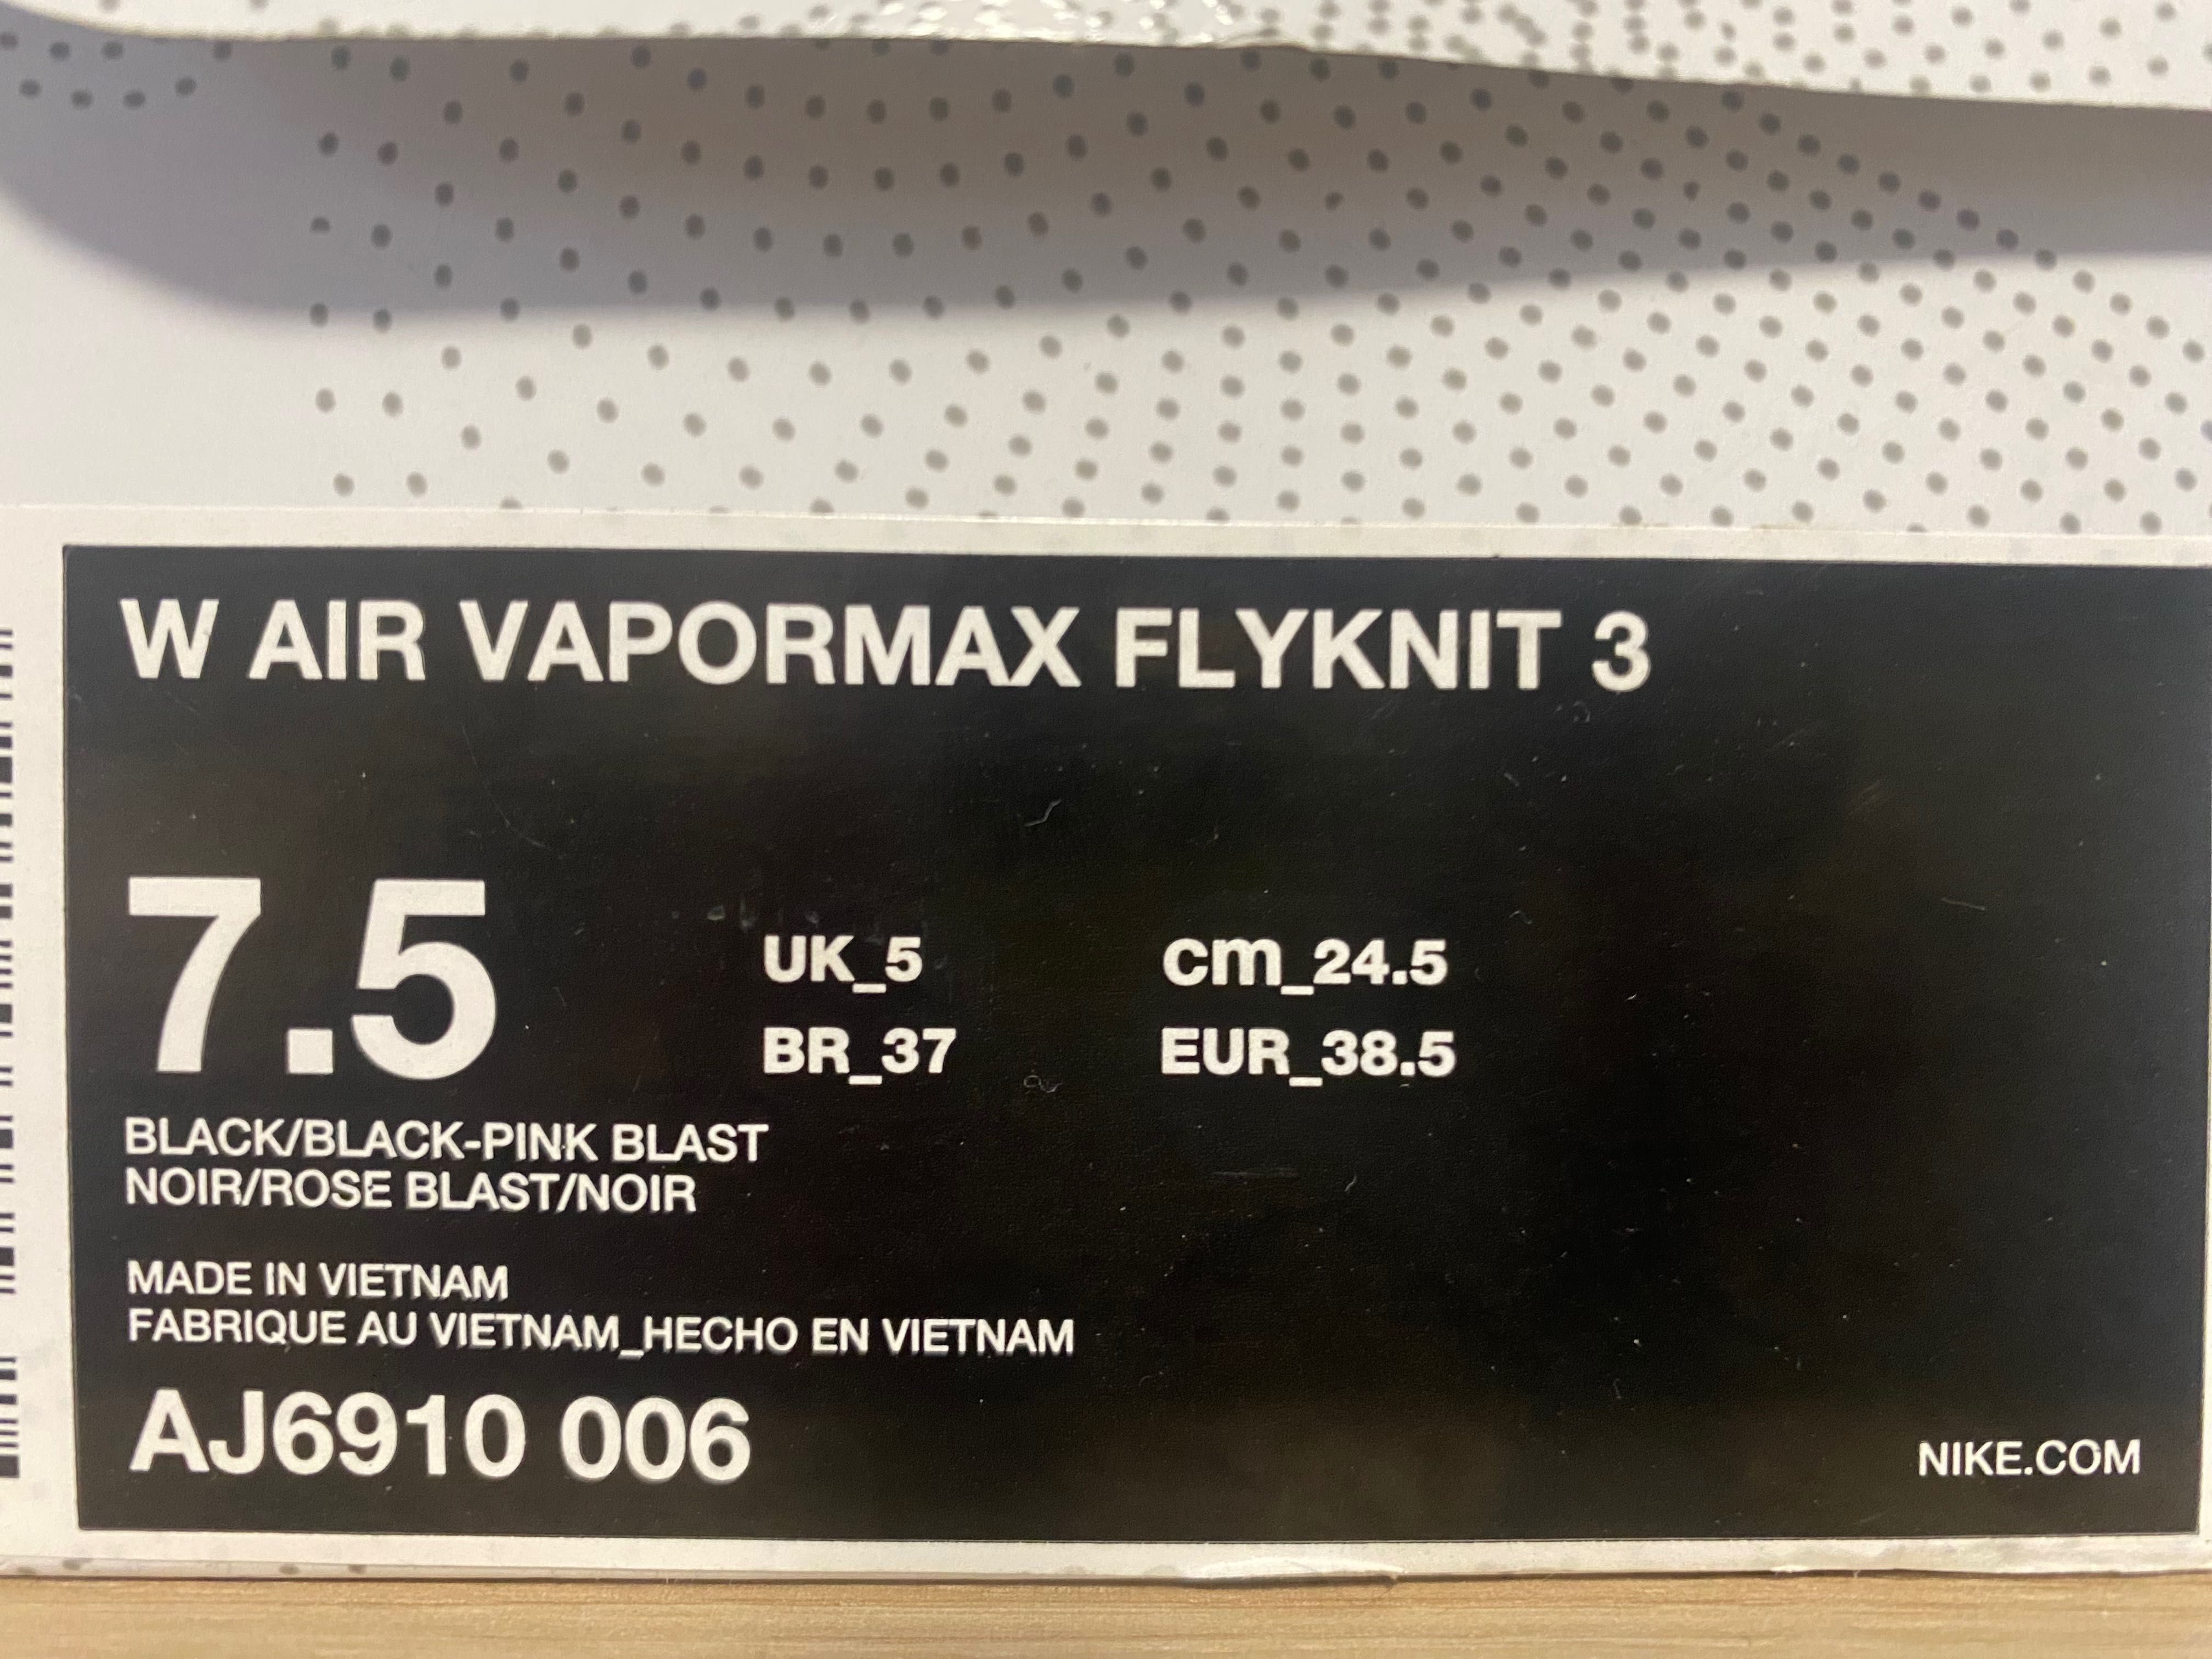 W AIR VAPORMAX FLYKNIT 3
7.5
UK_5 cm_24.5
BR_37 EUR_38.5
BLACK/BLACK-PINK BLAST
NOIR/ROSE BLAST/NOIR
MADE IN VIETNAM
FABRIQUE AU VIETNAM_HECHO EN VIETNAM
AJ6910 006
NIKE.COM